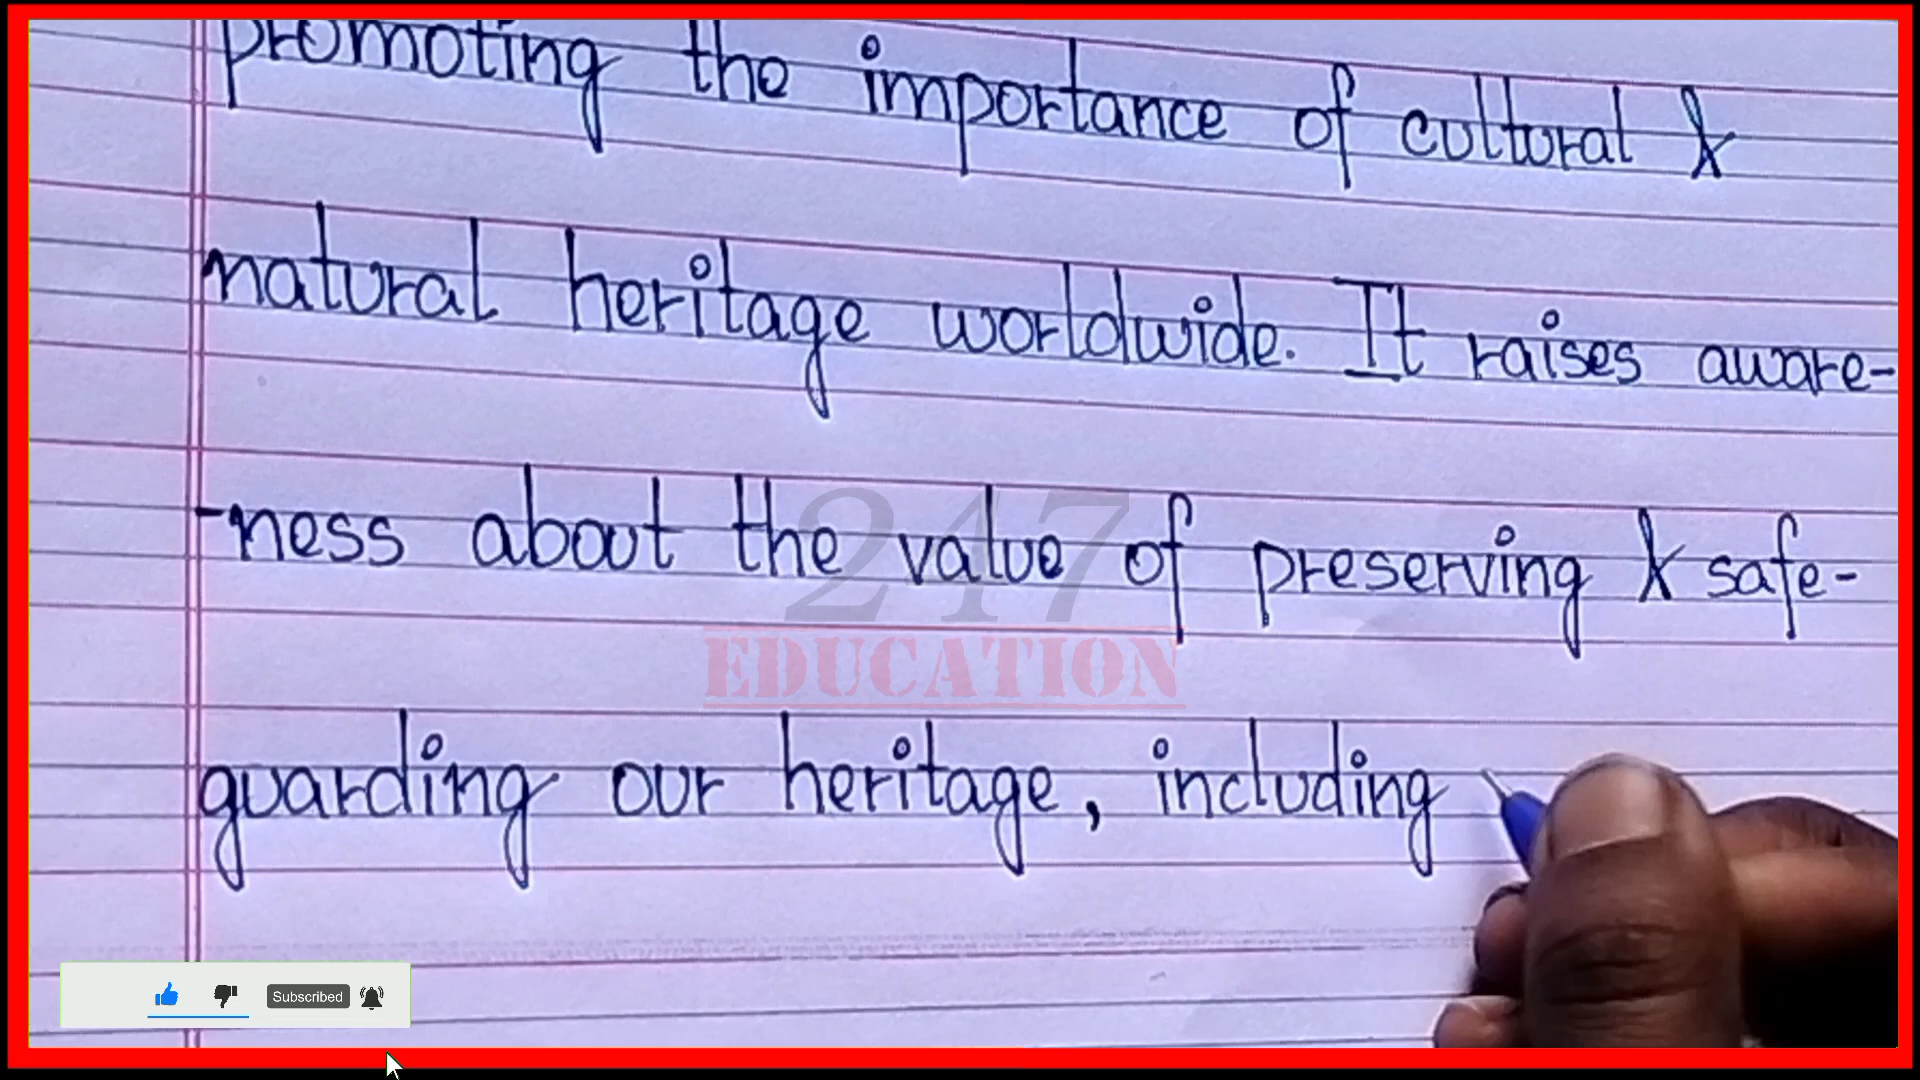 promoting the importance of cultural &
natural heritage worldwide. It raises aware-
-ness about the value of preserving & safe-
247
EDUCATION
guarding our heritage, including
Subscribed